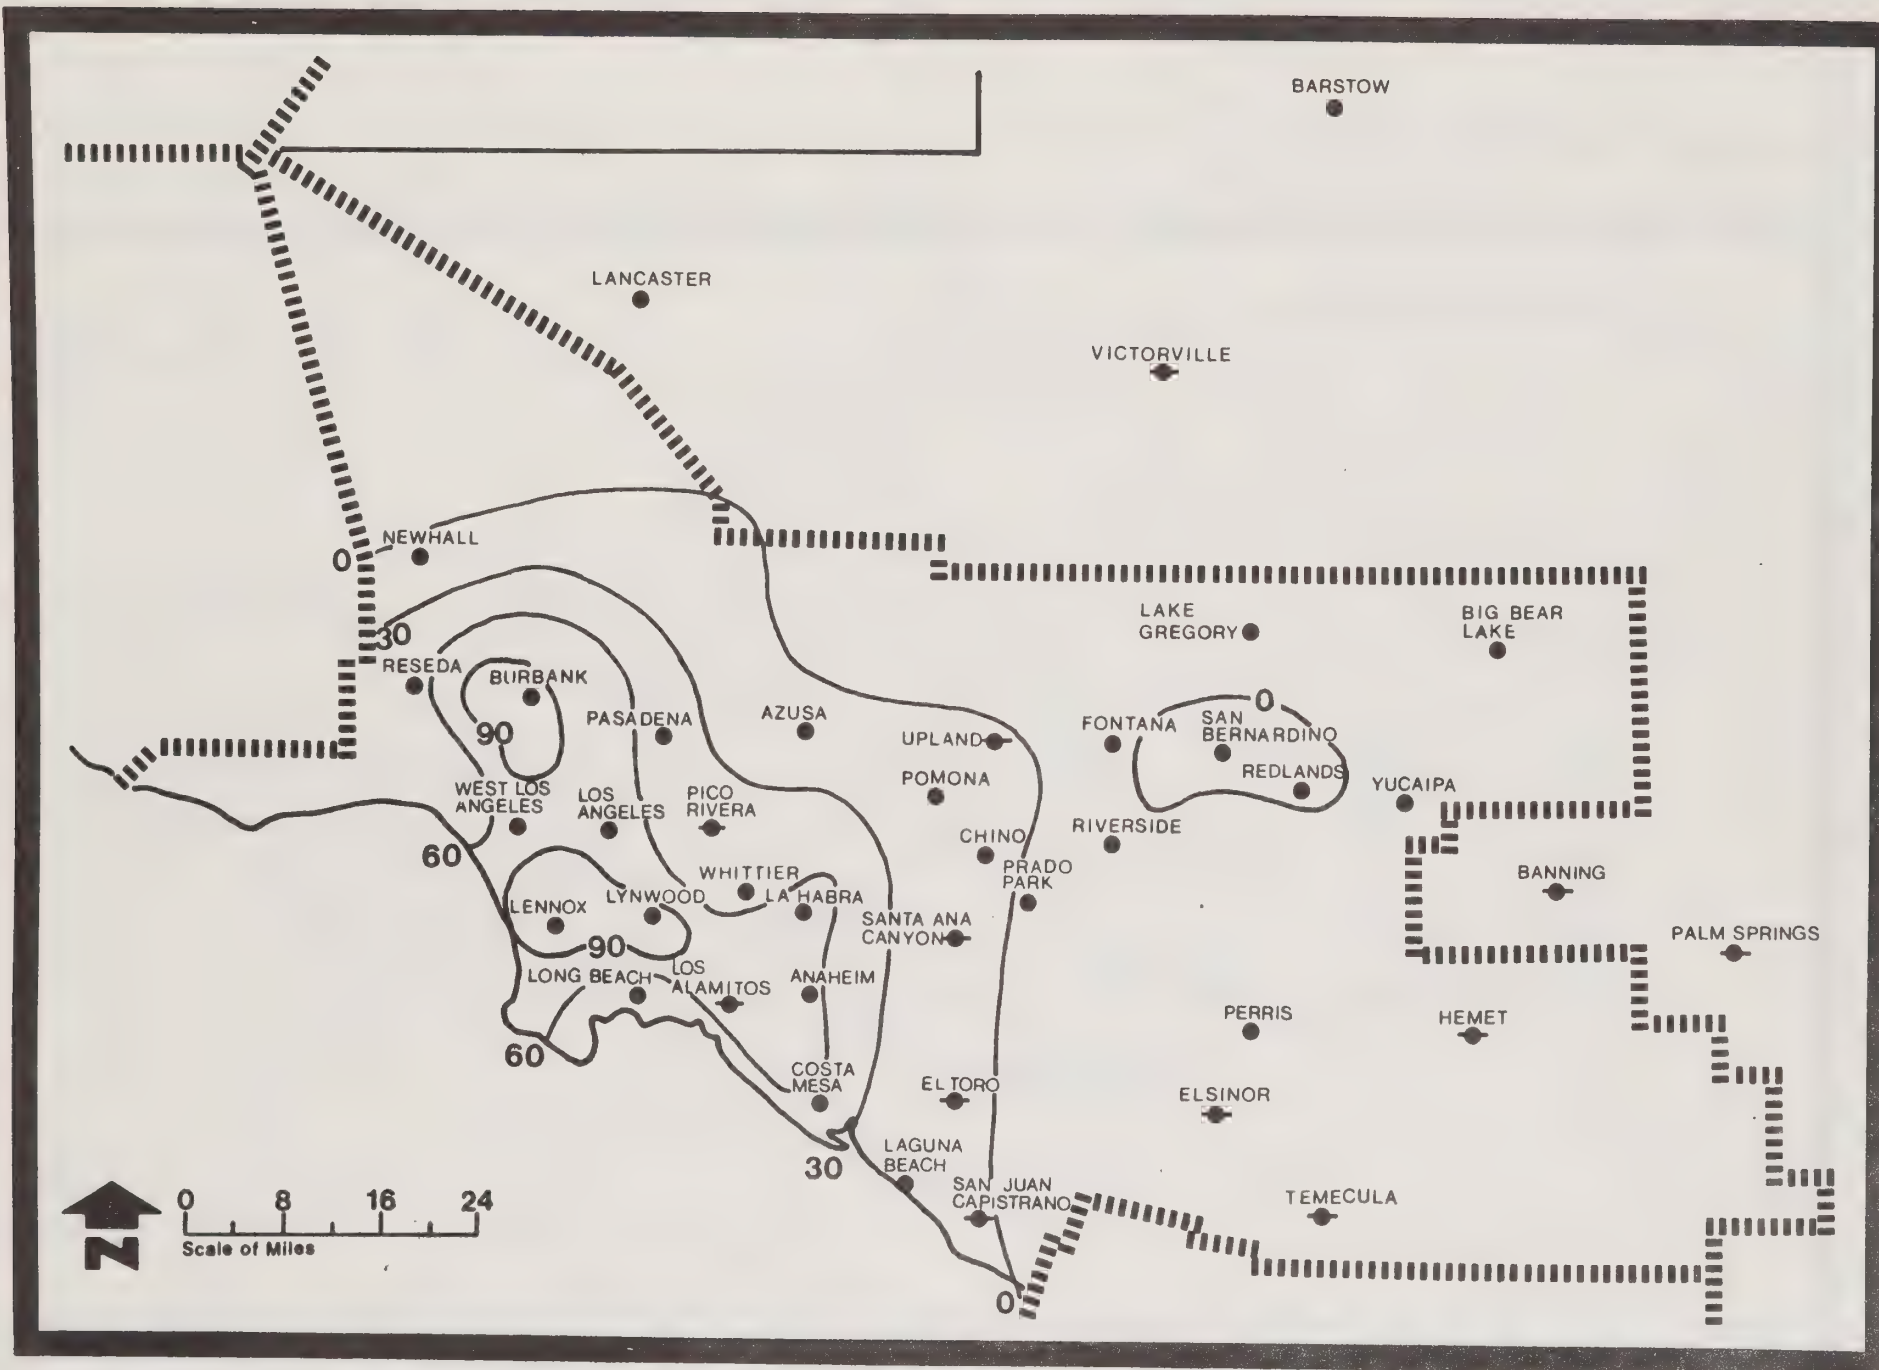 BARSTOW
LANCASTER
VICTORVILLE
NEWHALL
0
30
RESEDA
BURBANK
90
PASADENA
AZUSA
UPLAND
POMONA
LAKE
GREGORY
BIG BEAR
LAKE
0
FONTANA
SAN
BERNARDINO
REDLANDS
YUCAIPA
WEST LOS
ANGELES
LOS
ANGELES
PICO
RIVERA
60
CHINO
PRADO
PARK
RIVERSIDE
WHITTIER
LA HABRA
LYNWOOD
LENNOX
90
BANNING
SANTA ANA
CANYON
PALM SPRINGS
LONG BEACH
LOS
ALAMITOS
ANAHEIM
60
PERRIS
HEMET
COSTA
MESA
EL TORO
ELSINOR
30
LAGUNA
BEACH
SAN JUAN
CAPISTRANO
TEMECULA
0
N
0 8 16 24
Scale of Miles